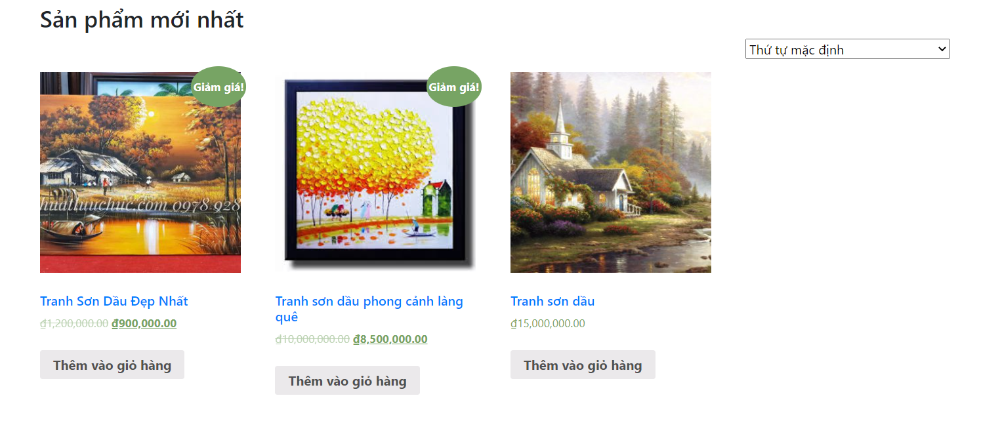 Sản phẩm mới nhất
Thứ tự mặc định
Giảm giá!
Giảm giá!
huatluuchuc.com 0978 928
Tranh Sơn Dầu Đẹp Nhất
₫1,200,000.00 ₫900,000.00
Thêm vào giỏ hàng
Tranh sơn dầu phong cảnh làng
quê
₫10,000,000.00 ₫8,500,000.00
Thêm vào giỏ hàng
Tranh sơn dầu
₫15,000,000.00
Thêm vào giỏ hàng